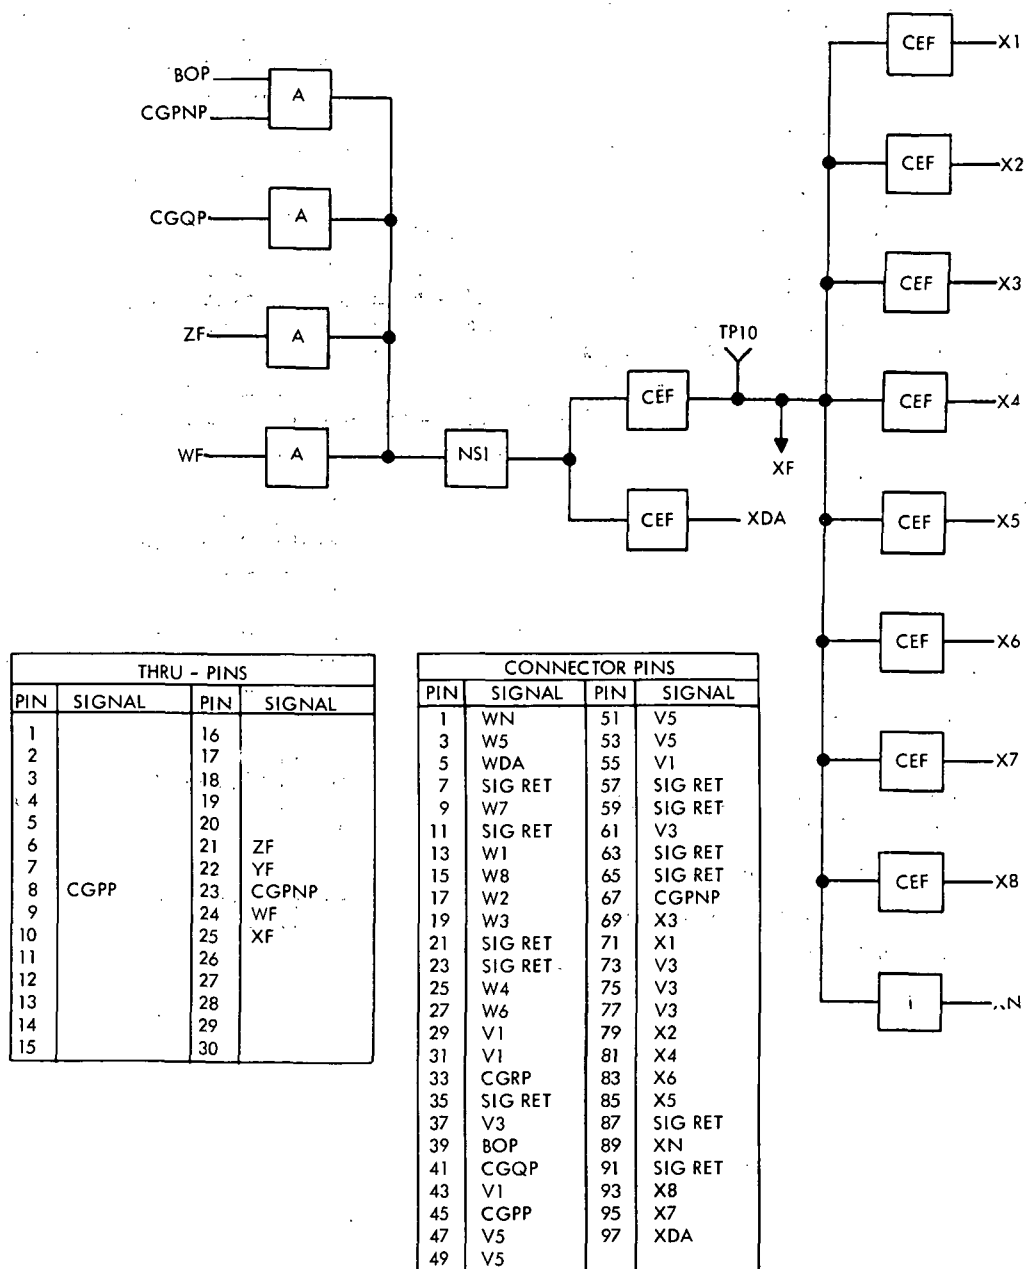 CEF X1
BOP
A
CGPNP
CEF X2
CGQP A
CEF X3
ZF A
TP10
CEF CEF X4
WF A NS1
XF
CEF XDA CEF X5
CEF X6
CEF X7
CEF X8
i N
THRU - PINS
PIN SIGNAL PIN SIGNAL
1 16
2 17
3 18
4 19
5 20
6 21 ZF
7 22 YF
8 CGPP 23 CGPNP
9 24 WF
10 25 XF
11 26
12 27
13 28
14 29
15 30
CONNECTOR PINS
PIN SIGNAL PIN SIGNAL
1 WN 51 V5
3 W5 53 V5
5 WDA 55 V1
7 SIG RET 57 SIG RET
9 W7 59 SIG RET
11 SIG RET 61 V3
13 W1 63 SIG RET
15 W8 65 SIG RET
17 W2 67 CGPNP
19 W3 69 X3
21 SIG RET 71 X1
23 SIG RET 73 V3
25 W4 75 V3
27 W6 77 V3
29 V1 79 X2
31 V1 81 X4
33 CGRP 83 X6
35 SIG RET 85 X5
37 V3 87 SIG RET
39 BOP 89 XN
41 CGQP 91 SIG RET
43 V1 93 X8
45 CGPP 95 X7
47 V5 97 XDA
49 V5